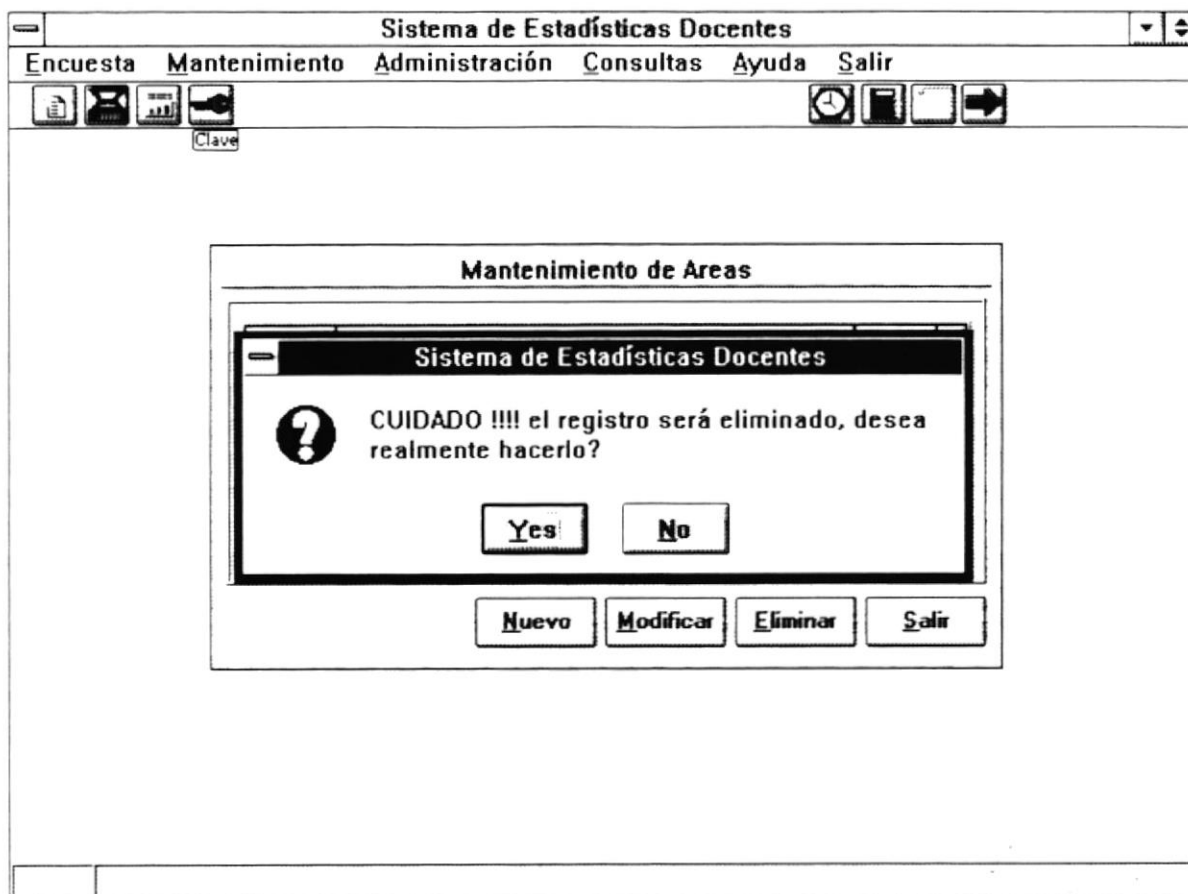 Sistema de Estadísticas Docentes
Encuesta Mantenimiento Administración Consultas Ayuda Salir
Clave
Mantenimiento de Areas
Sistema de Estadísticas Docentes
CUIDADO !!!! el registro será eliminado, desea
realmente hacerlo?
Yes No
Nuevo Modificar Eliminar Salir